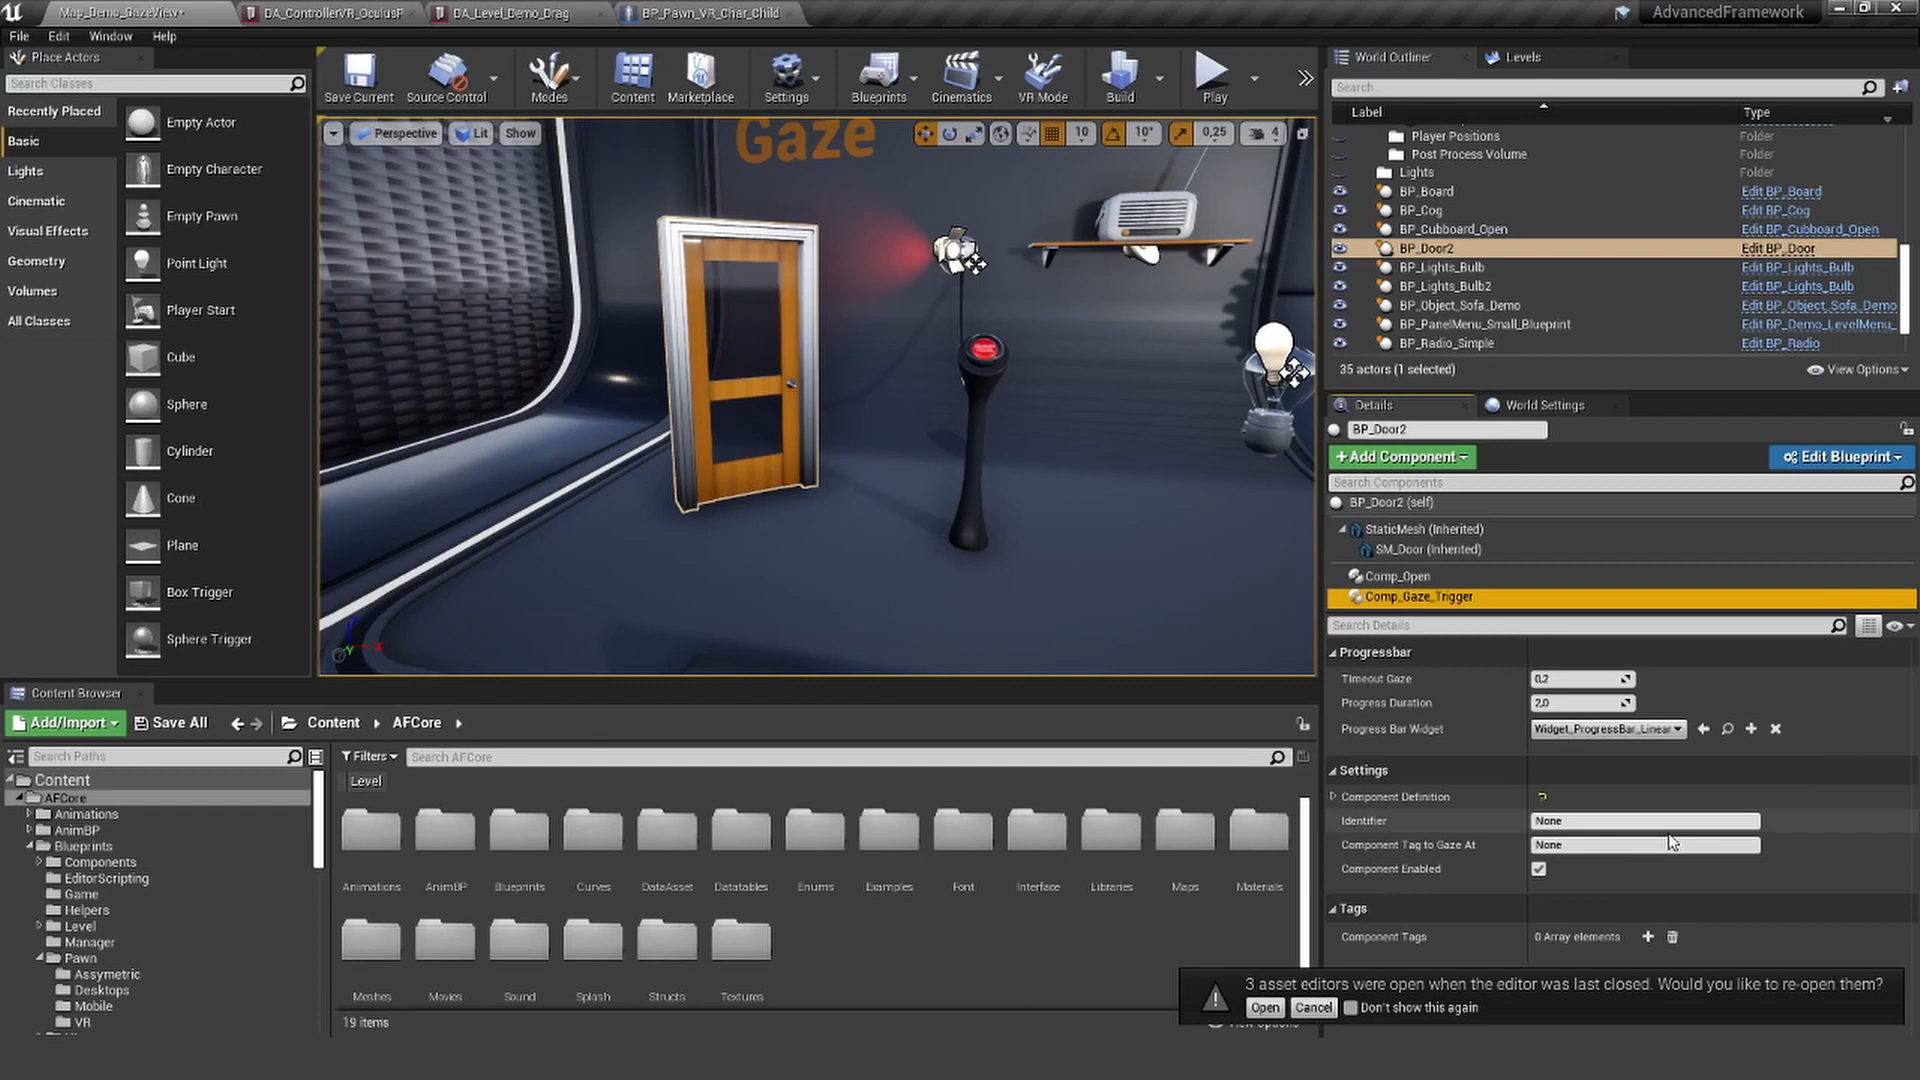 Map_Demo_GazeView*
DA_ControllerVR_OculusF
DA_Level_Demo_Drag
BP_Pawn_VR_Char_Child
AdvancedFramework
File Edit Window Help
Place Actors
Search Classes
Recently Placed
Basic
Lights
Cinematic
Visual Effects
Geometry
Volumes
All Classes
Empty Actor
Empty Character
Empty Pawn
Point Light
Player Start
Cube
Sphere
Cylinder
Cone
Plane
Box Trigger
Sphere Trigger
Save Current
Source Control
Modes
Content
Marketplace
Settings
Blueprints
Cinematics
VR Mode
Build
Play
Perspective
Lit
Show
10
10°
0,25
4
Gaze
World Outliner
Levels
Search...
Label Type
Player Positions Folder
Post Process Volume Folder
Lights Folder
BP_Board Edit BP_Board
BP_Cog Edit BP_Cog
BP_Cubboard_Open Edit BP_Cubboard_Open
BP_Door2 Edit BP_Door
BP_Lights_Bulb Edit BP_Lights_Bulb
BP_Lights_Bulb2 Edit BP_Lights_Bulb
BP_Object_Sofa_Demo Edit BP_Object_Sofa_Demo
BP_PanelMenu_Small_Blueprint Edit BP_Demo_LevelMenu_
BP_Radio_Simple Edit BP_Radio
35 actors (1 selected)
View Options
Details
World Settings
BP_Door2
+Add Component
Edit Blueprint
Search Components
BP_Door2 (self)
StaticMesh (Inherited)
SM_Door (Inherited)
Comp_Open
Comp_Gaze_Trigger
Search Details
Progressbar
Timeout Gaze 0,2
Progress Duration 2,0
Progress Bar Widget Widget_ProgressBar_Linear
Settings
Component Definition
Identifier None
Component Tag to Gaze At None
Component Enabled
Tags
Component Tags 0 Array elements
Content Browser
Add/Import
Save All
Content
AFCore
Search Paths
Filters
Search AFCore
Level
Content
AFCore
Animations
AnimBP
Blueprints
Components
EditorScripting
Game
Helpers
Level
Manager
Pawn
Assymetric
Desktops
Mobile
VR
Animations AnimBP Blueprints Curves DataAsset Datatables Enums Examples Font Interface Libraries Maps Materials
Meshes Movies Sound Splash Structs Textures
19 items
3 asset editors were open when the editor was last closed. Would you like to re-open them?
Open Cancel Don't show this again